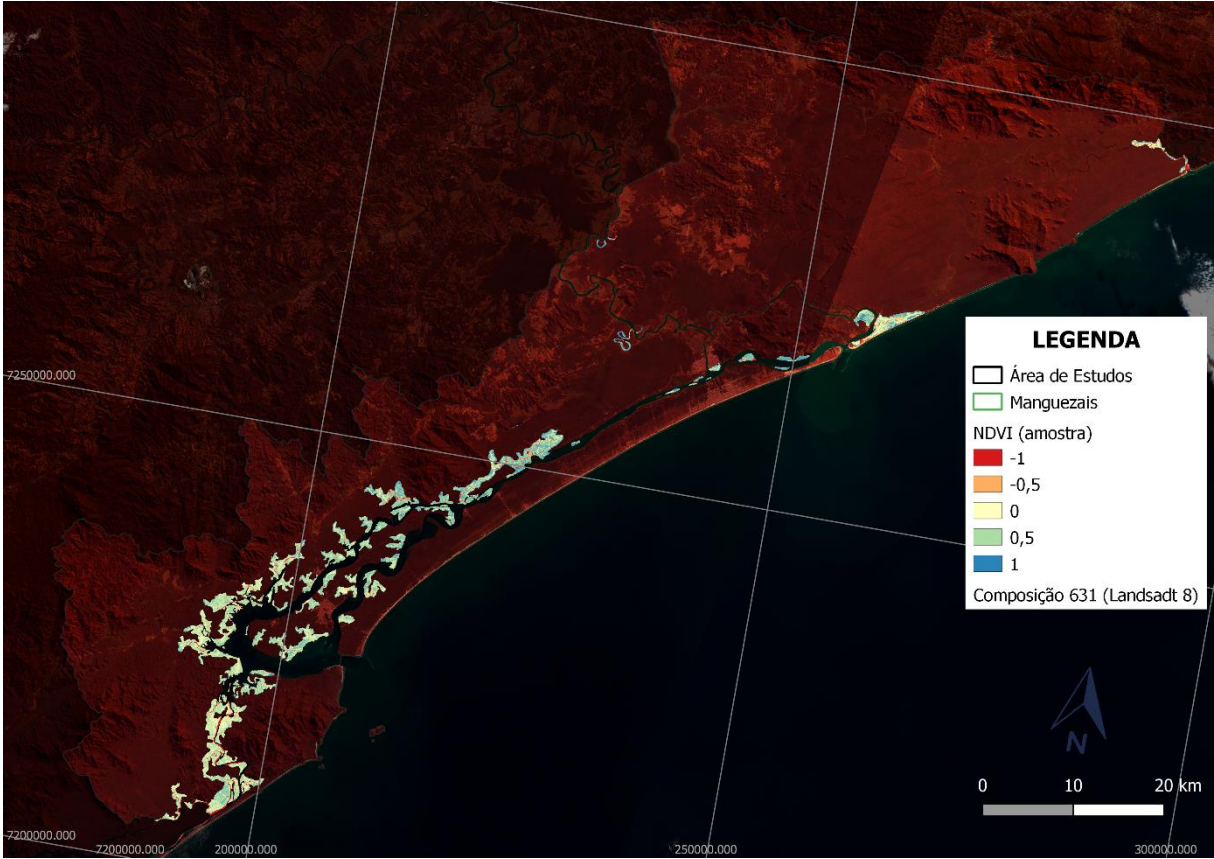 LEGENDA
Área de Estudos
Manguezais
NDVI (amostra)
-1
-0,5
0
0,5
1
Composição 631 (Landsadt 8)
7250000.000
N
0 10 20 km
7200000.000
7200000.000 200000.000 250000.000 300000.000